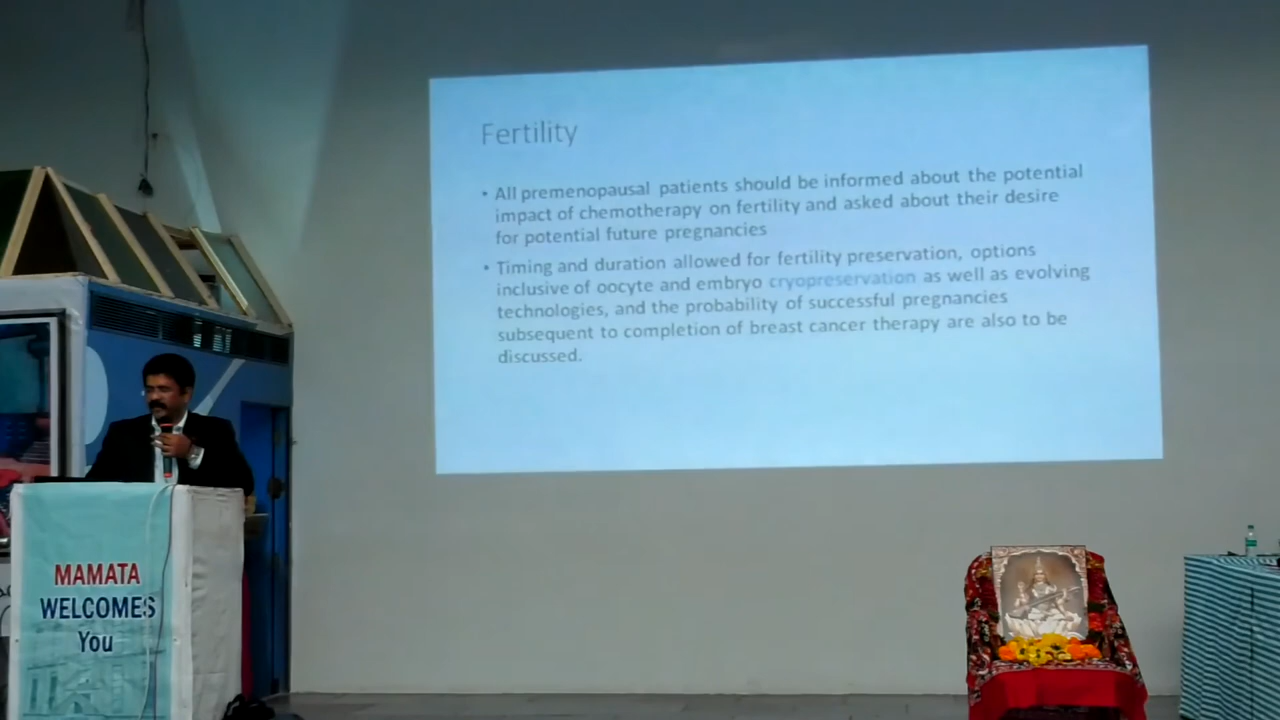 Fertility
• All premenopausal patients should be informed about the potential
impact of chemotherapy on fertility and asked about their desire
for potential future pregnancies
• Timing and duration allowed for fertility preservation, options
inclusive of oocyte and embryo cryopreservation as well as evolving
technologies, and the probability of successful pregnancies
subsequent to completion of breast cancer therapy are also to be
discussed.
MAMATA
WELCOMES
You